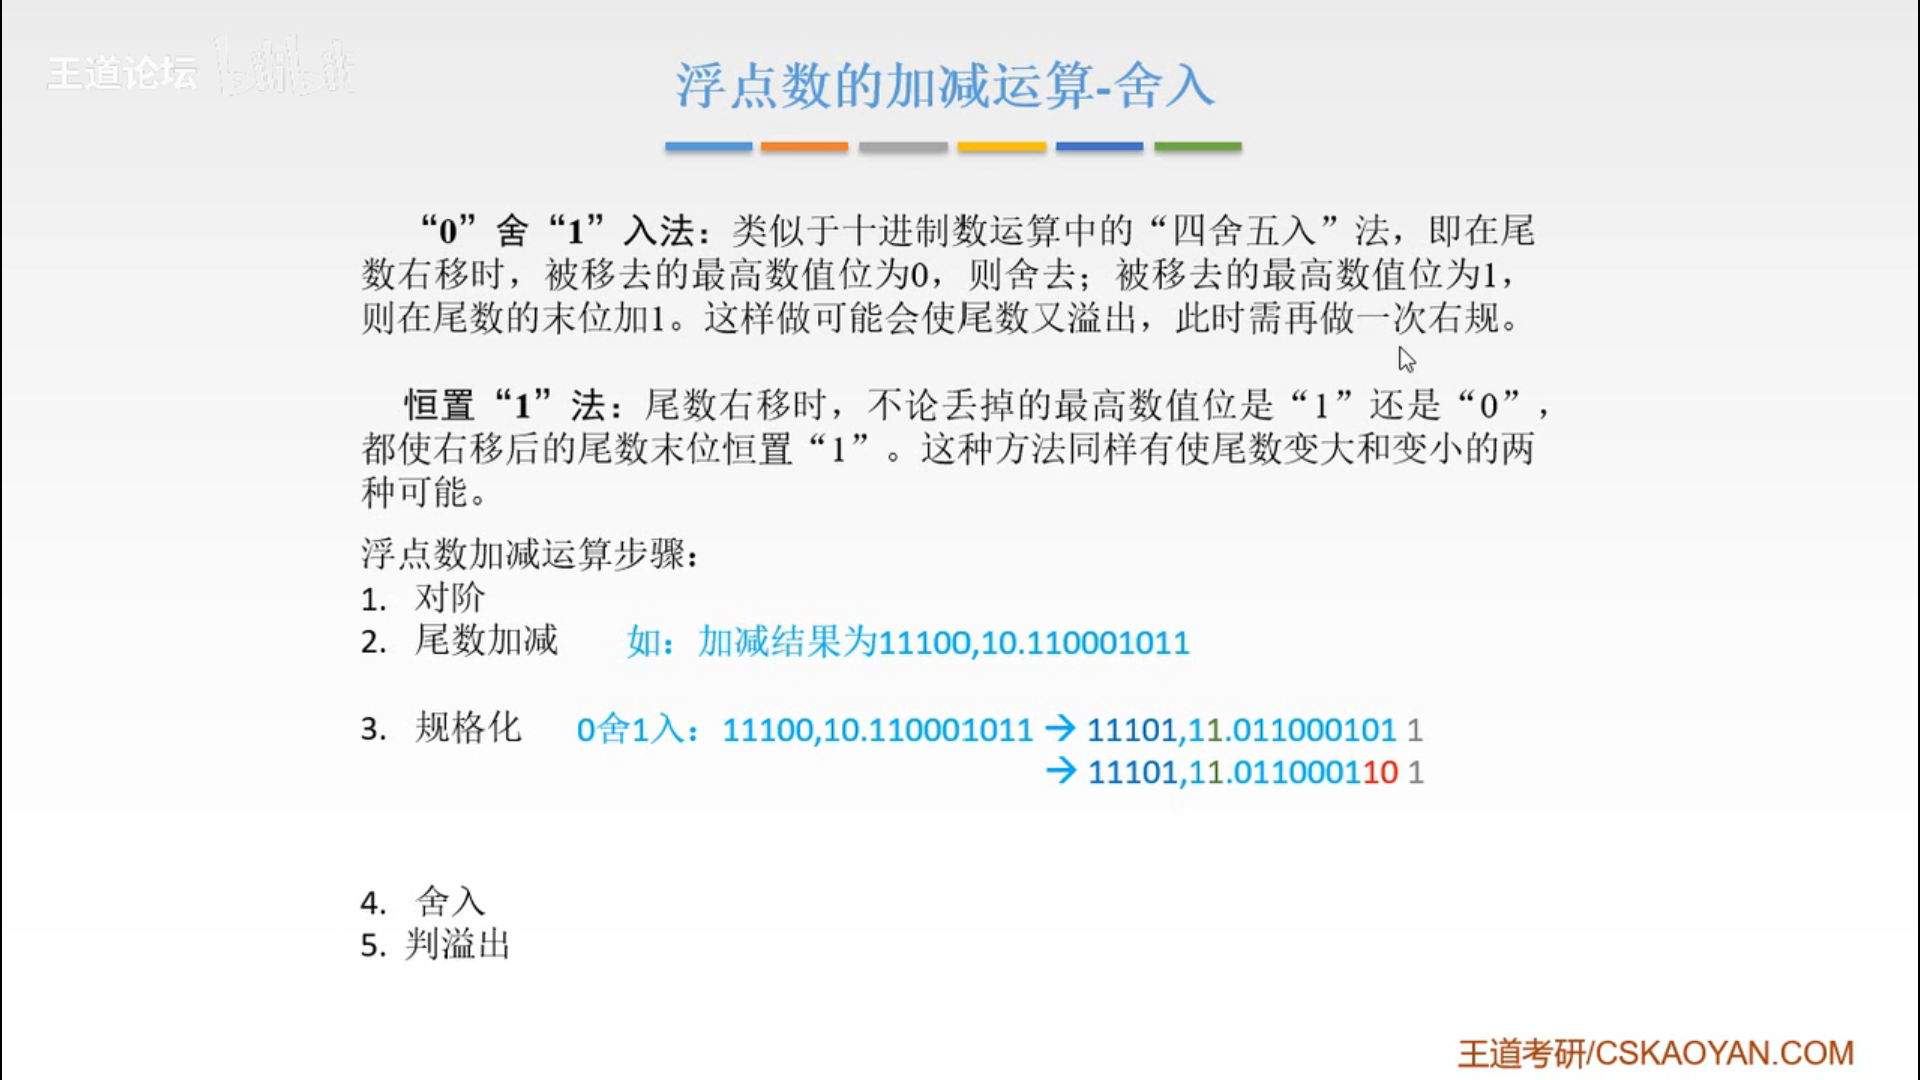 王道论坛 bilibili
浮点数的加减运算-舍入
“0”舍“1”入法：类似于十进制数运算中的“四舍五入”法，即在尾
数右移时，被移去的最高数值位为0，则舍去；被移去的最高数值位为1，
则在尾数的末位加1。这样做可能会使尾数又溢出，此时需再做一次右规。
恒置“1”法：尾数右移时，不论丢掉的最高数值位是“1”还是“0”，
都使右移后的尾数末位恒置“1”。这种方法同样有使尾数变大和变小的两
种可能。
浮点数加减运算步骤：
1. 对阶
2. 尾数加减 如：加减结果为11100,10.110001011
3. 规格化 0舍1入：11100,10.110001011 → 11101,11.011000101 1
→ 11101,11.011000110 1
4. 舍入
5. 判溢出
王道考研/CSKAOYAN.COM